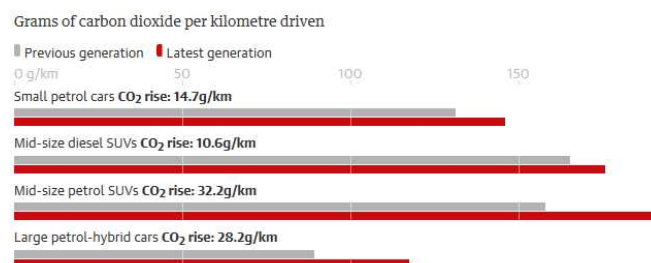 Grams of carbon dioxide per kilometre driven
Previous generation Latest generation
0 g/km 50 100 150
Small petrol cars CO2 rise: 14.7g/km
Mid-size diesel SUVs CO2 rise: 10.6g/km
Mid-size petrol SUVs CO2 rise: 32.2g/km
Large petrol-hybrid cars CO2 rise: 28.2g/km